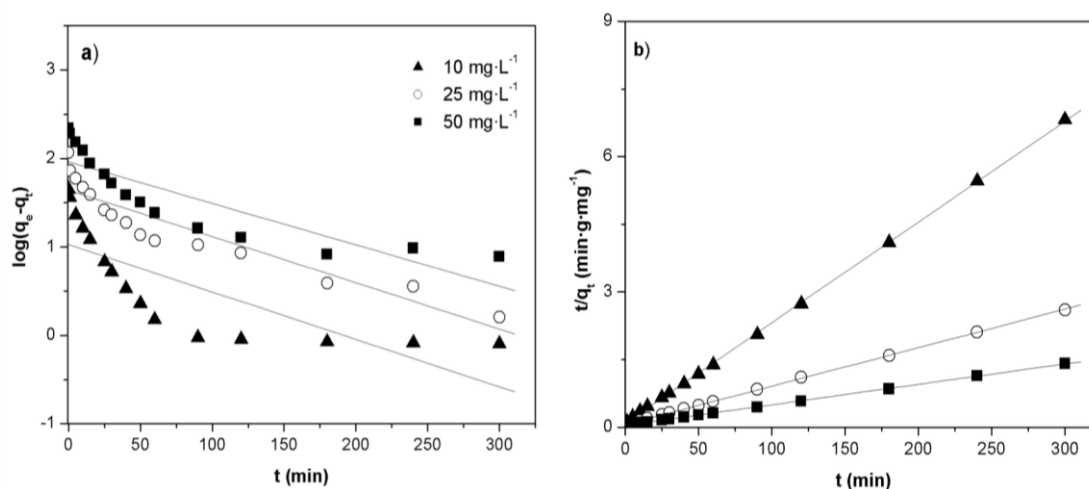 a)
▲ 10 mg·L⁻¹
○ 25 mg·L⁻¹
■ 50 mg·L⁻¹
log(qₑ-qₜ)
3
2
1
0
-1
0 50 100 150 200 250 300
t (min)
b)
t/qₜ (min·g·mg⁻¹)
9
6
3
0
0 50 100 150 200 250 300
t (min)